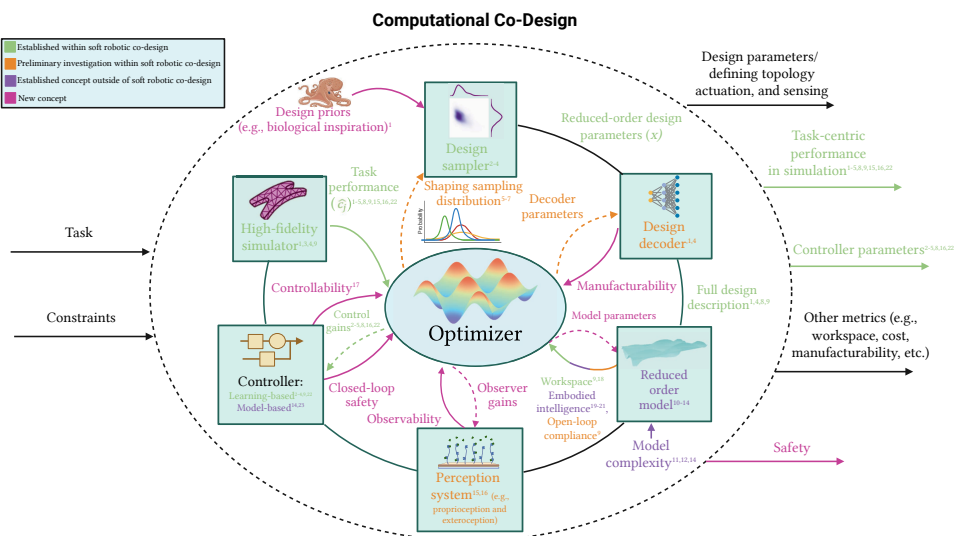 Computational Co-Design
Established within soft robotic co-design
Preliminary investigation within soft robotic co-design
Established concept outside of soft robotic co-design
New concept
Design priors
(e.g., biological inspiration)¹
Design
sampler²⁻⁴
Reduced-order design
parameters (x)
Design parameters/
defining topology
actuation, and sensing
Task-centric
performance
in simulation¹⁻⁵,⁸,⁹,¹⁵,¹⁶,²²
Controller parameters²⁻⁵,⁸,¹⁶,²²
Other metrics (e.g.,
workspace, cost,
manufacturability, etc.)
Safety
Task
Constraints
Task
performance
(ĉⱼ)¹⁻⁵,⁸,⁹,¹⁵,¹⁶,²²
Shaping sampling
distribution²⁻⁷
Probability
Decoder
parameters
Design
decoder³,⁴
High-fidelity
simulator¹,³,⁸,⁹
Controllability¹⁷
Manufacturability
Full design
description¹,⁴,⁸,⁹
Control
gains²⁻⁵,⁸,¹⁶,²²
Optimizer
Model parameters
Controller:
Learning-based
Model-based¹⁶,²³
Closed-loop
safety
Observability
Observer
gains
Workspace
Embodied
intelligence¹⁹⁻²¹,
Open-loop
compliance⁹
Reduced
order
model¹⁰⁻¹⁴
Model
complexity¹¹,¹²,¹⁴
Perception
system¹⁵,¹⁶ (e.g.,
proprioception and
exteroception)